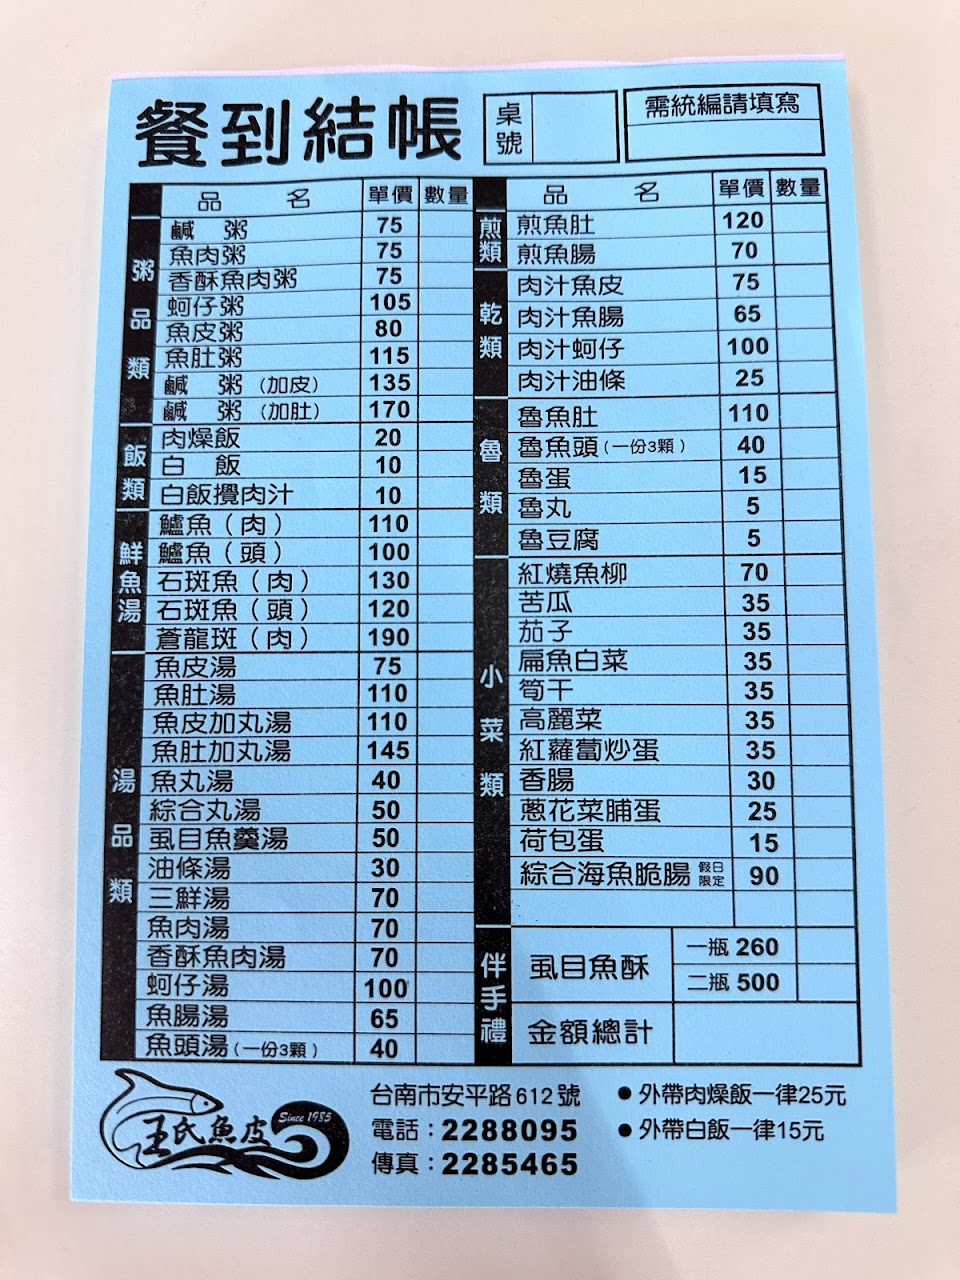 餐到結帳
桌號
需統編請填寫
品名 單價 數量
粥品類
鹹粥 75
魚肉粥 75
香酥魚肉粥 75
蚵仔粥 105
魚皮粥 80
魚肚粥 115
鹹粥（加皮） 135
鹹粥（加肚） 170
飯類
肉燥飯 20
白飯 10
白飯攪肉汁 10
鮮魚湯
鱸魚（肉） 110
鱸魚（頭） 100
石斑魚（肉） 130
石斑魚（頭） 120
蒼龍斑（肉） 190
湯品類
魚皮湯 75
魚肚湯 110
魚皮加丸湯 110
魚肚加丸湯 145
魚丸湯 40
綜合丸湯 50
虱目魚羹湯 50
油條湯 30
三鮮湯 70
魚肉湯 70
香酥魚肉湯 70
蚵仔湯 100
魚腸湯 65
魚頭湯（一份3顆） 40
品名 單價 數量
煎類
煎魚肚 120
煎魚腸 70
乾類
肉汁魚皮 75
肉汁魚腸 65
肉汁蚵仔 100
肉汁油條 25
魯類
魯魚肚 110
魯魚頭（一份3顆） 40
魯蛋 15
魯丸 5
魯豆腐 5
小菜類
紅燒魚柳 70
苦瓜 35
茄子 35
扁魚白菜 35
筍干 35
高麗菜 35
紅蘿蔔炒蛋 35
香腸 30
蔥花菜脯蛋 25
荷包蛋 15
綜合海魚脆腸 假日限定 90
伴手禮
虱目魚酥
一瓶 260
二瓶 500
金額總計
王氏魚皮 Since 1985
台南市安平路612號
電話：2288095
傳真：2285465
●外帶肉燥飯一律25元
●外帶白飯一律15元